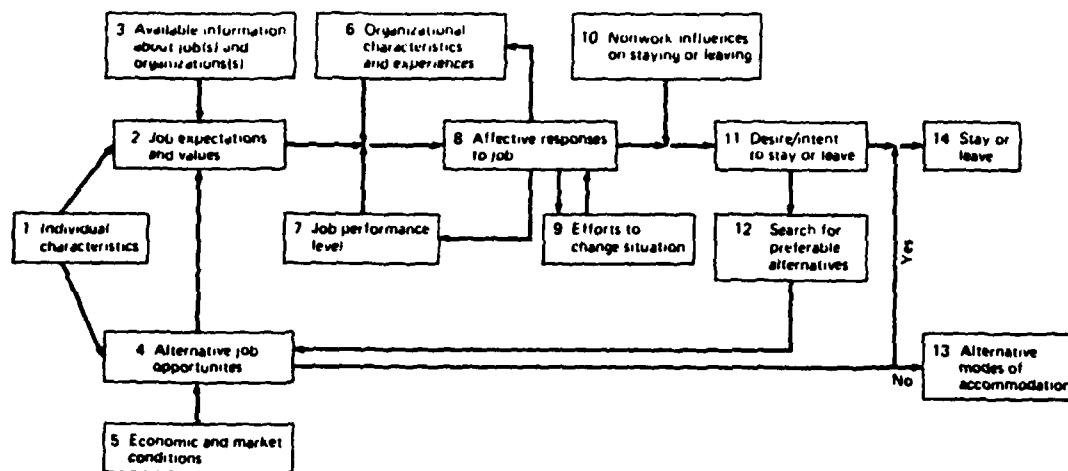 3 Available information
about job(s) and
organizations(s)
6 Organizational
characteristics
and experiences
10 Nonwork influences
on staying or leaving
2 Job expectations
and values
8 Affective responses
to job
11 Desire/intent
to stay or leave
14 Stay or
leave
1 Individual
characteristics
7 Job performance
level
9 Efforts to
change situation
12 Search for
preferable
alternatives
Yes
4 Alternative job
opportunites
13 Alternative
modes of
accommodation
No
5 Economic and market
conditions